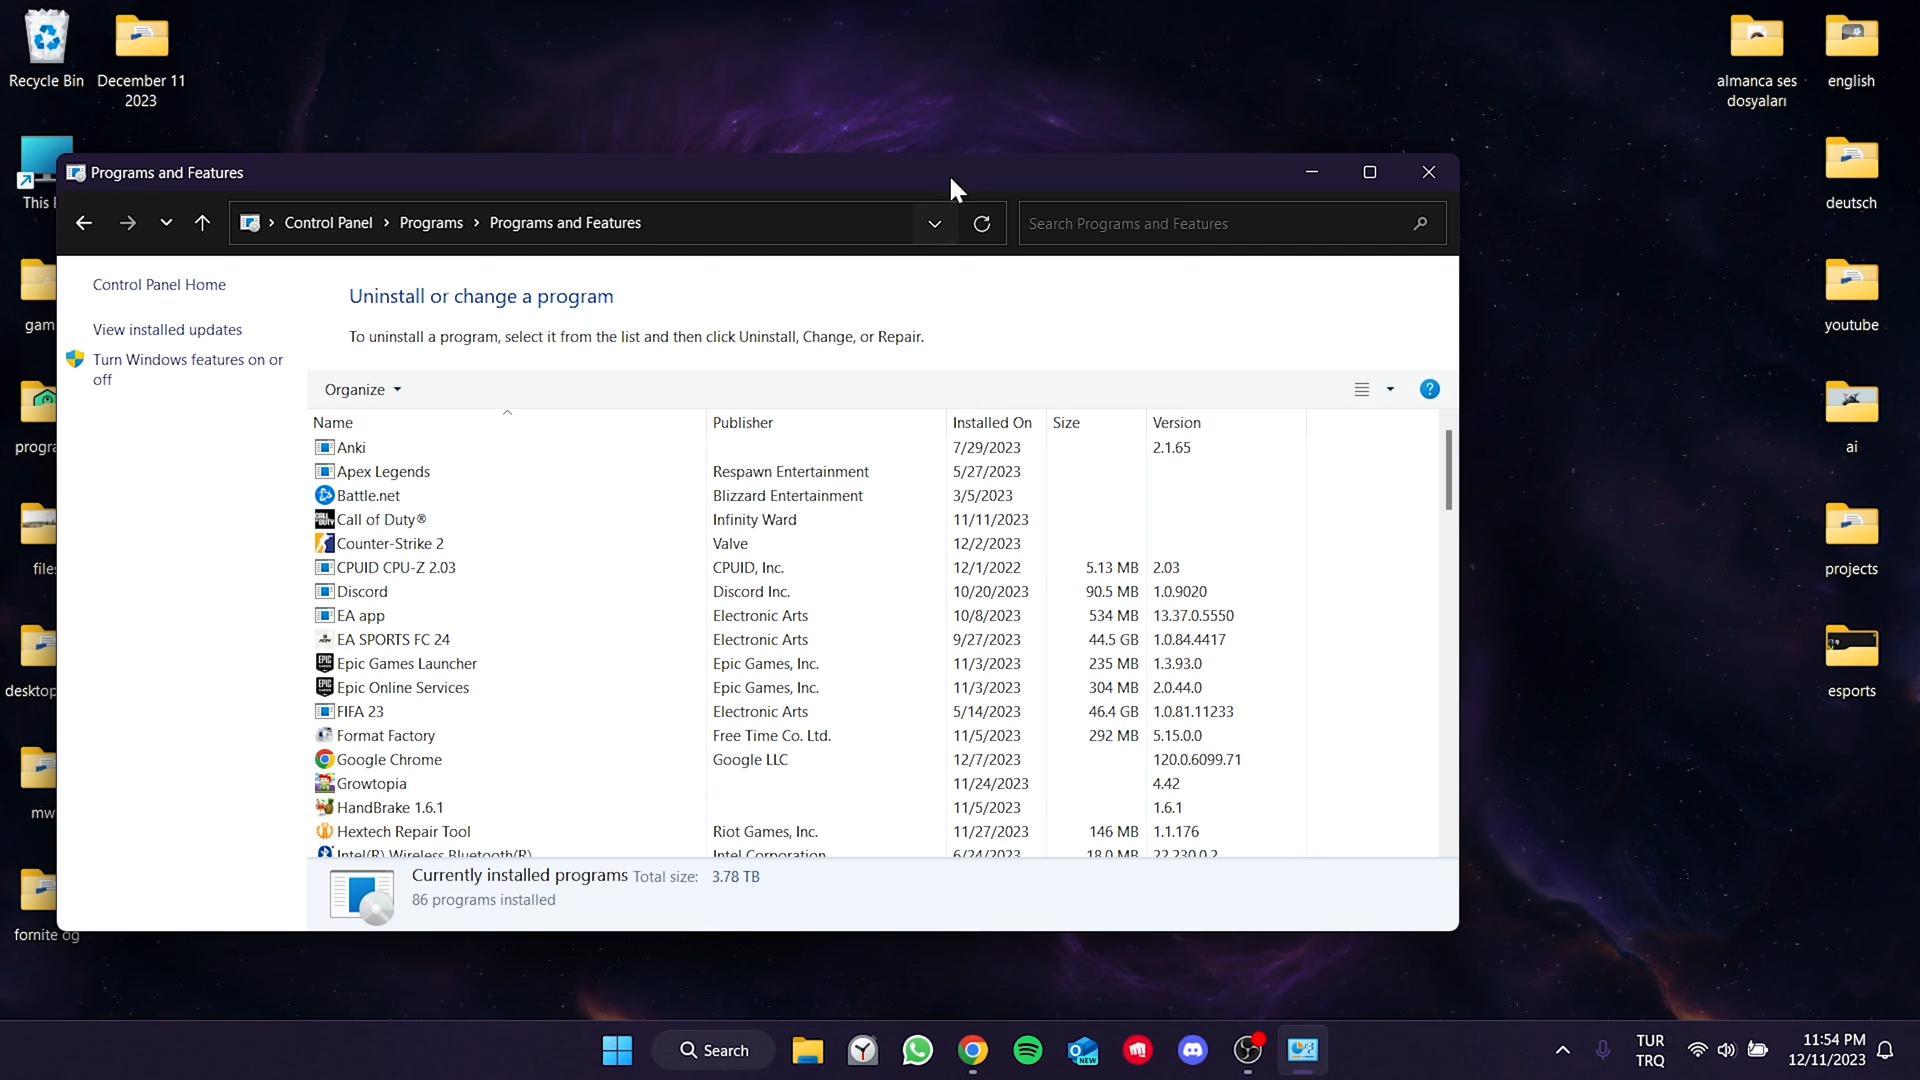 Recycle Bin
December 11
2023
almanca ses
dosyaları
english
Programs and Features
Control Panel > Programs > Programs and Features
Search Programs and Features
Control Panel Home
View installed updates
Turn Windows features on or
off
Uninstall or change a program
To uninstall a program, select it from the list and then click Uninstall, Change, or Repair.
Organize
Name Publisher Installed On Size Version
Anki 7/29/2023 2.1.65
Apex Legends Respawn Entertainment 5/27/2023
Battle.net Blizzard Entertainment 3/5/2023
CALL OF DUTY Call of Duty® Infinity Ward 11/11/2023
Counter-Strike 2 Valve 12/2/2023
CPUID CPU-Z 2.03 CPUID, Inc. 12/1/2022 5.13 MB 2.03
Discord Discord Inc. 10/20/2023 90.5 MB 1.0.9020
EA app Electronic Arts 10/8/2023 534 MB 13.37.0.5550
EA SPORTS FC 24 Electronic Arts 9/27/2023 44.5 GB 1.0.84.4417
EPIC Epic Games Launcher Epic Games, Inc. 11/3/2023 235 MB 1.3.93.0
EPIC Epic Online Services Epic Games, Inc. 11/3/2023 304 MB 2.0.44.0
FIFA 23 Electronic Arts 5/14/2023 46.4 GB 1.0.81.11233
Format Factory Free Time Co. Ltd. 11/5/2023 292 MB 5.15.0.0
Google Chrome Google LLC 12/7/2023 120.0.6099.71
Growtopia 11/24/2023 4.42
HandBrake 1.6.1 11/5/2023 1.6.1
Hextech Repair Tool Riot Games, Inc. 11/27/2023 146 MB 1.1.176
Intel(R) Wireless Bluetooth(R) Intel Corporation 6/24/2023 18.0 MB 22.230.0.2
Currently installed programs Total size: 3.78 TB
86 programs installed
This
gam
progra
files
desktop
mw
fornite og
deutsch
youtube
ai
projects
esports
Search
NEW
TUR
TRQ
11:54 PM
12/11/2023